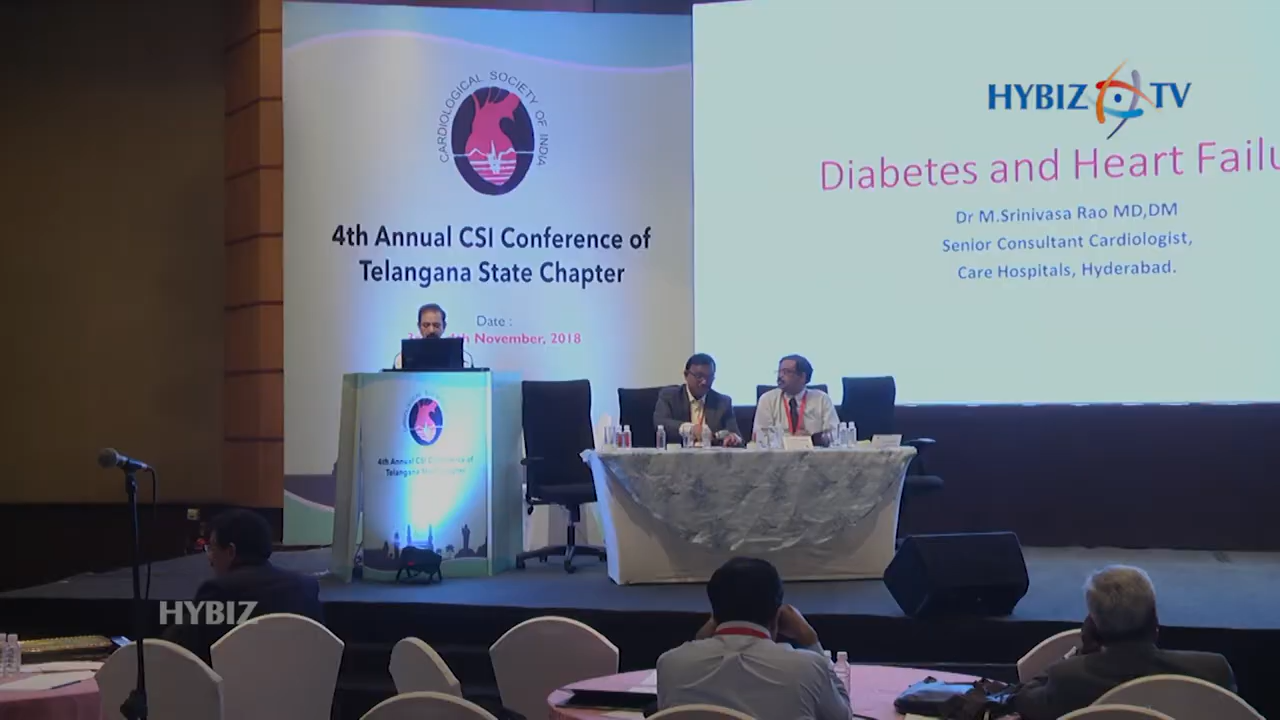 CARDIOLOGICAL SOCIETY OF INDIA
4th Annual CSI Conference of
Telangana State Chapter
Date :
November, 2018
HYBIZ TV
Diabetes and Heart Failu
Dr M.Srinivasa Rao MD,DM
Senior Consultant Cardiologist,
Care Hospitals, Hyderabad.
4th Annual CSI Conference of
Telangana State Chapter
HYBIZ